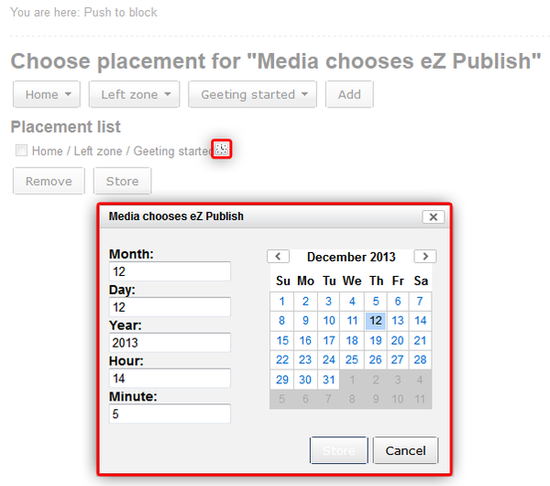 You are here: Push to block
Choose placement for "Media chooses eZ Publish"
Home Left zone Geeting started Add
Placement list
Home / Left zone / Geeting started
Remove Store
Media chooses eZ Publish
Month:
12
Day:
12
Year:
2013
Hour:
14
Minute:
5
December 2013
Su Mo Tu We Th Fr Sa
1 2 3 4 5 6 7
8 9 10 11 12 13 14
15 16 17 18 19 20 21
22 23 24 25 26 27 28
29 30 31 1 2 3 4
5 6 7 8 9 10 11
Store Cancel